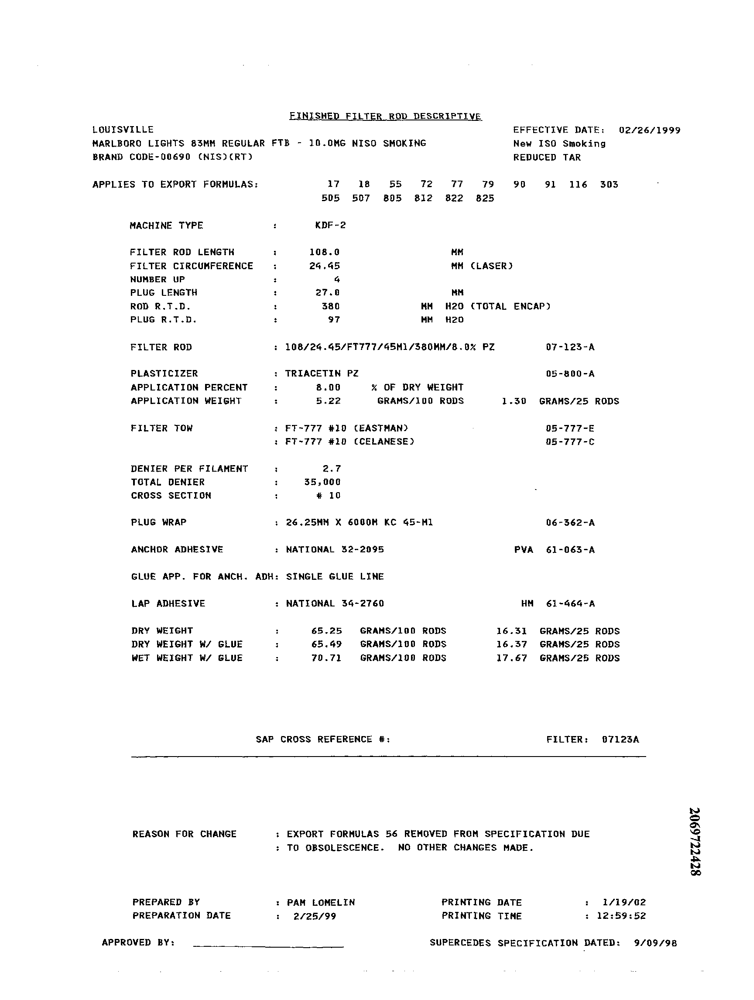 FINISHED FILTER ROD DESCRIPTIVE
LOUISVILLE EFFECTIVE DATE: 02/26/1999
MARLBORO LIGHTS 83MM REGULAR FTB - 10.0MG NISO SMOKING New ISO Smoking
BRAND CODE-00690 (NIS)(RT) REDUCED TAR
APPLIES TO EXPORT FORMULAS: 17 18 55 72 77 79 90 91 116 303
505 507 805 812 822 825
MACHINE TYPE : KDF-2
FILTER ROD LENGTH : 108.0 MM
FILTER CIRCUMFERENCE : 24.45 MM (LASER)
NUMBER UP : 4
PLUG LENGTH : 27.0 MM
ROD R.T.D. : 380 MM H2O (TOTAL ENCAP)
PLUG R.T.D. : 97 MM H2O
FILTER ROD : 108/24.45/FT777/45M1/380MM/8.0% PZ 07-123-A
PLASTICIZER : TRIACETIN PZ 05-800-A
APPLICATION PERCENT : 8.00 % OF DRY WEIGHT
APPLICATION WEIGHT : 5.22 GRAMS/100 RODS 1.30 GRAMS/25 RODS
FILTER TOW : FT-777 #10 (EASTMAN) 05-777-E
: FT-777 #10 (CELANESE) 05-777-C
DENIER PER FILAMENT : 2.7
TOTAL DENIER : 35,000
CROSS SECTION : # 10
PLUG WRAP : 26.25MM X 6000M KC 45-M1 06-362-A
ANCHOR ADHESIVE : NATIONAL 32-2095 PVA 61-063-A
GLUE APP. FOR ANCH. ADH: SINGLE GLUE LINE
LAP ADHESIVE : NATIONAL 34-2760 HM 61-464-A
DRY WEIGHT : 65.25 GRAMS/100 RODS 16.31 GRAMS/25 RODS
DRY WEIGHT W/ GLUE : 65.49 GRAMS/100 RODS 16.37 GRAMS/25 RODS
WET WEIGHT W/ GLUE : 70.71 GRAMS/100 RODS 17.67 GRAMS/25 RODS
SAP CROSS REFERENCE #: FILTER: 07123A
REASON FOR CHANGE : EXPORT FORMULAS 56 REMOVED FROM SPECIFICATION DUE
: TO OBSOLESCENCE. NO OTHER CHANGES MADE.
2069722428
PREPARED BY : PAM LOMELIN PRINTING DATE : 1/19/02
PREPARATION DATE : 2/25/99 PRINTING TIME : 12:59:52
APPROVED BY: SUPERCEDES SPECIFICATION DATED: 9/09/98